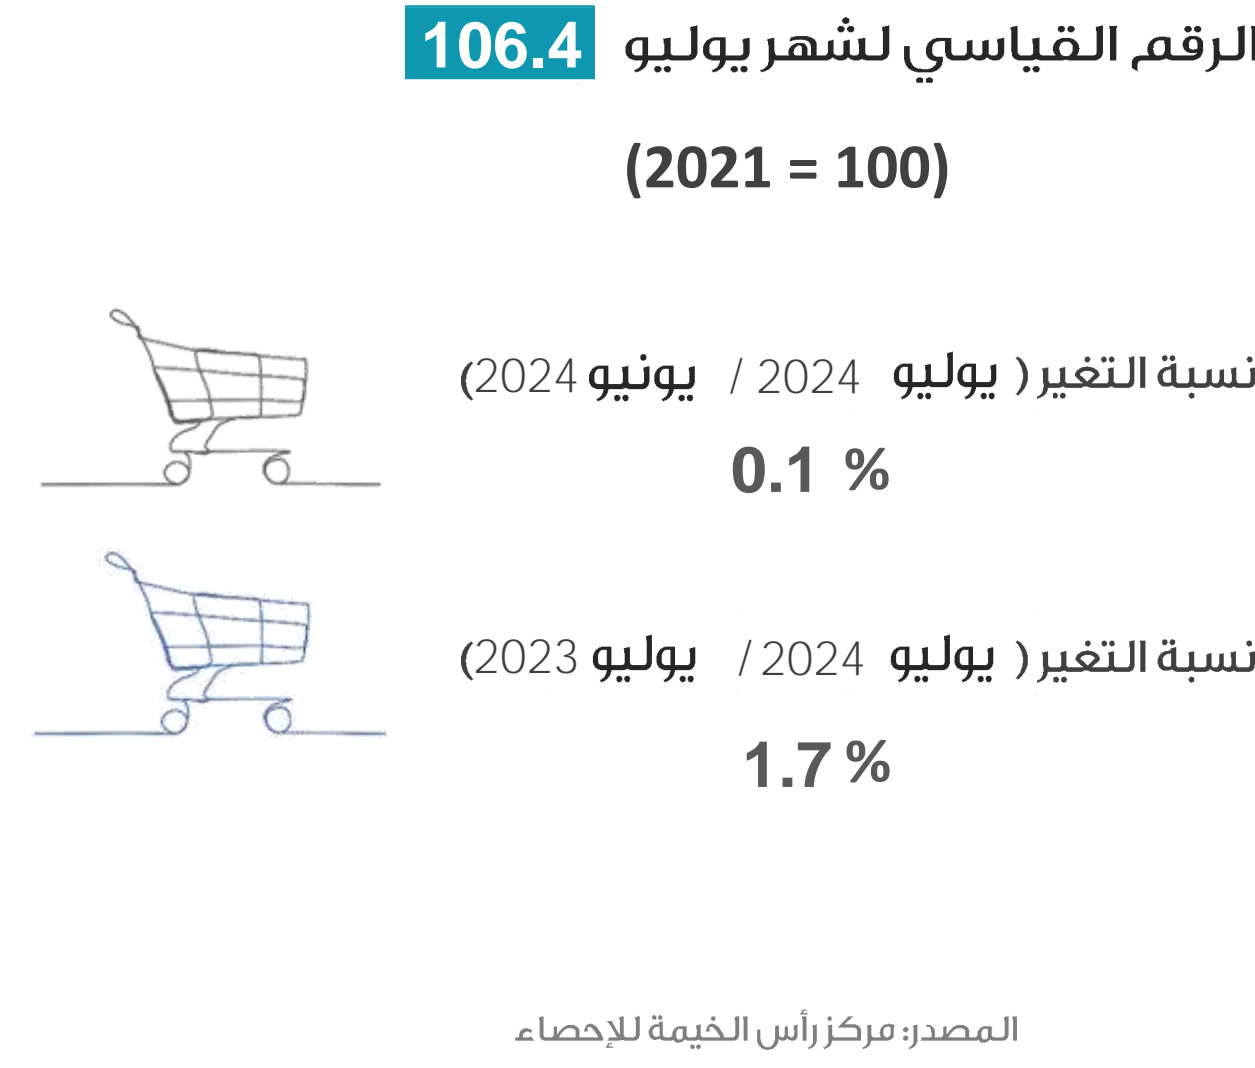 الرقم القياسي لشهر يوليو 106.4
(2021 = 100)
نسبة التغير ( يوليو 2024 / يونيو 2024)
0.1 %
نسبة التغير ( يوليو 2024 / يوليو 2023)
1.7 %
المصدر: مركز رأس الخيمة للإحصاء